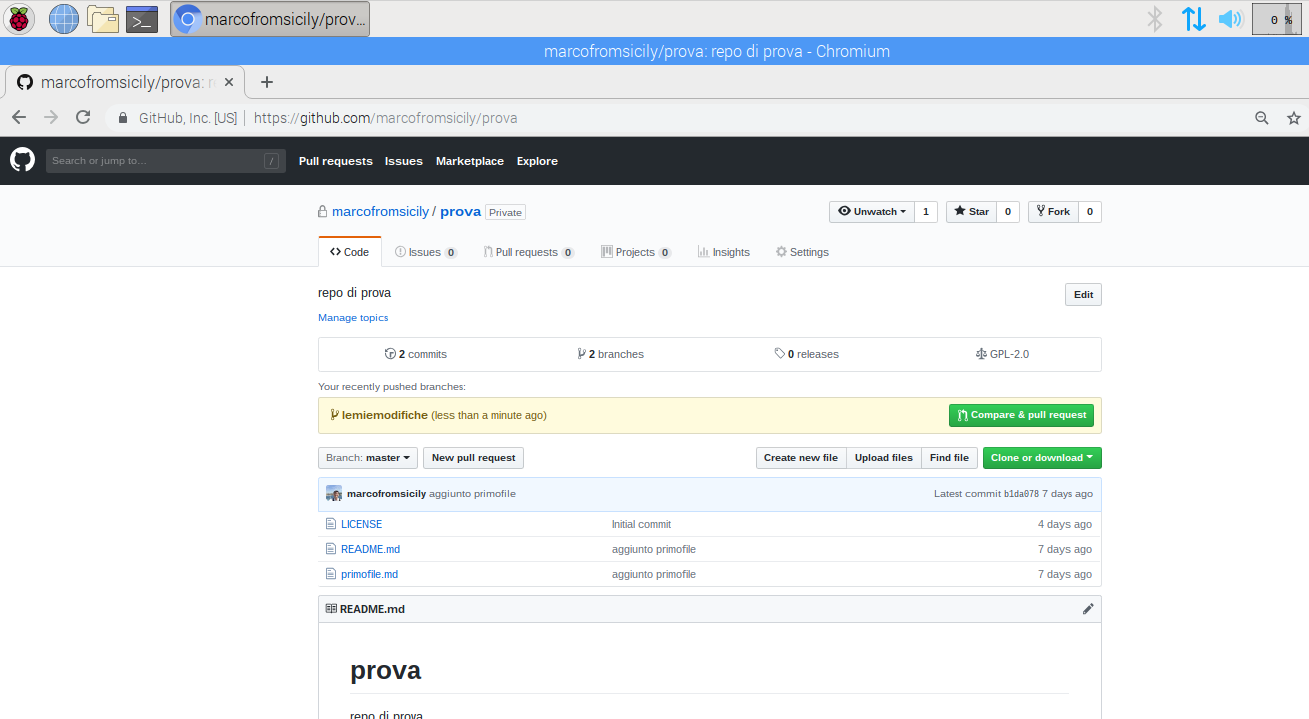 marcofromsicily/prov...
0 %
marcofromsicily/prova: repo di prova - Chromium
marcofromsicily/prova: r
GitHub, Inc. [US] https://github.com/marcofromsicily/prova
Search or jump to... / Pull requests Issues Marketplace Explore
marcofromsicily / prova Private Unwatch 1 Star 0 Fork 0
Code Issues 0 Pull requests 0 Projects 0 Insights Settings
repo di prova Edit
Manage topics
2 commits 2 branches 0 releases GPL-2.0
Your recently pushed branches:
lemiemodifiche (less than a minute ago) Compare & pull request
Branch: master New pull request Create new file Upload files Find file Clone or download
marcofromsicily aggiunto primofile Latest commit b1da078 7 days ago
LICENSE Initial commit 4 days ago
README.md aggiunto primofile 7 days ago
primofile.md aggiunto primofile 7 days ago
README.md
prova
repo di prova